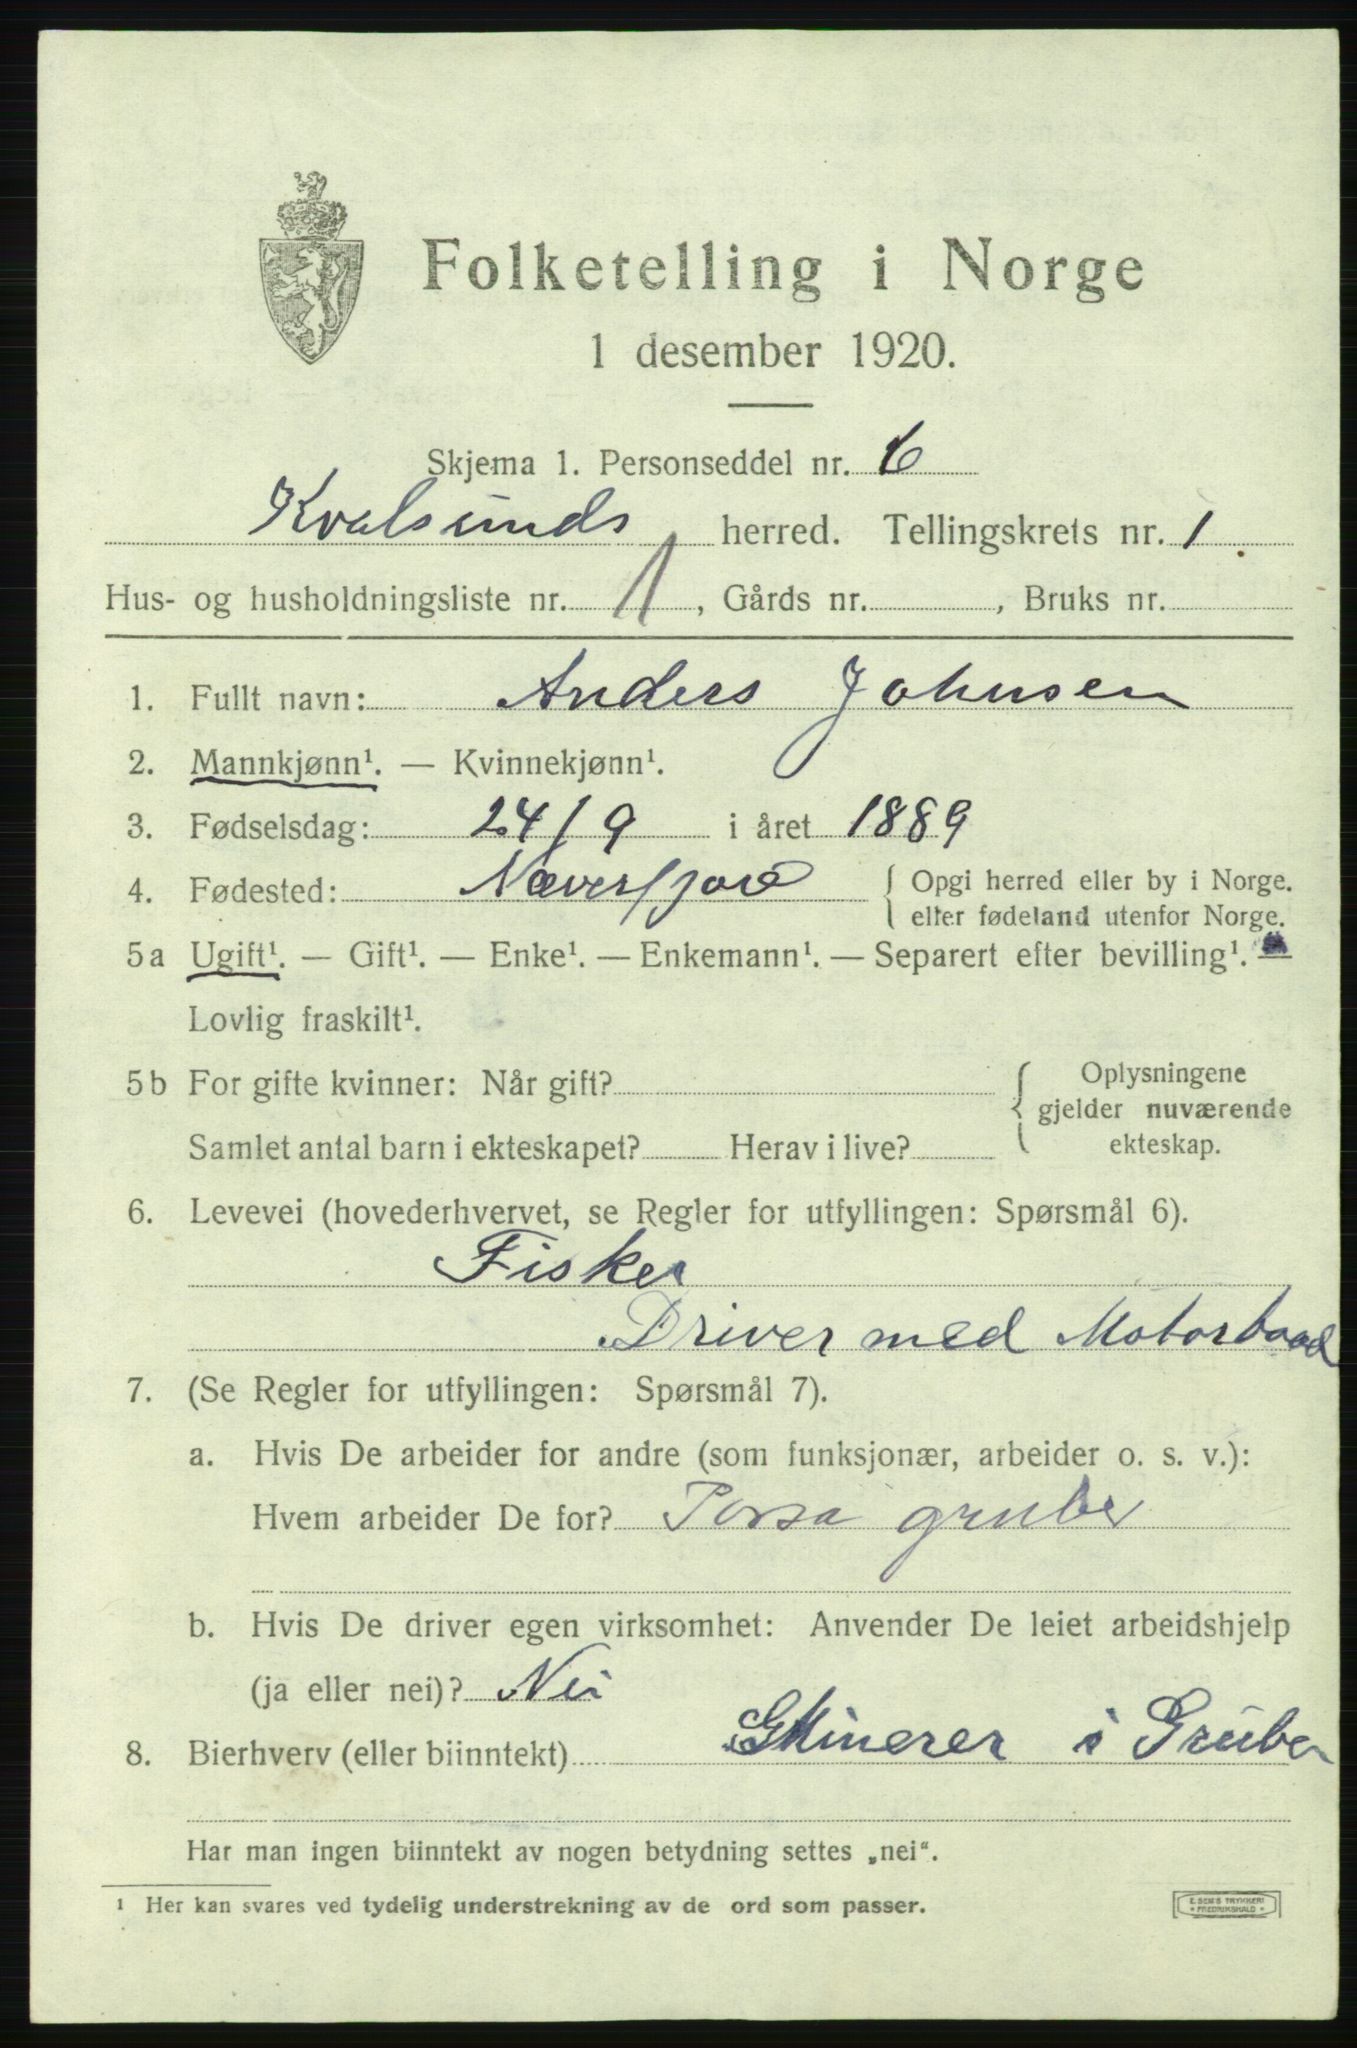 Folketelling i Norge
1 desember 1920.
Skjema 1. Personseddel nr. 6
Kvalsunds herred. Tellingskrets nr. 1
Hus- og husholdningsliste nr. 1, Gårds nr. , Bruks nr.
1. Fullt navn: Anders Johnsen
2. Mannkjønn¹. — Kvinnekjønn¹.
3. Fødselsdag: 24/9 i året 1889
4. Fødested: Næverfjord { Opgi herred eller by i Norge.
eller fødeland utenfor Norge.
5a Ugift¹. — Gift¹. — Enke¹. — Enkemann¹. — Separert efter bevilling¹. —
Lovlig fraskilt¹.
5b For gifte kvinner: Når gift? { Oplysningene
gjelder nuværende
Samlet antal barn i ekteskapet? Herav i live? ekteskap.
6. Levevei (hovederhvervet, se Regler for utfyllingen: Spørsmål 6).
Fisker
Driver med Motorbaad
7. (Se Regler for utfyllingen: Spørsmål 7).
a. Hvis De arbeider for andre (som funksjonær, arbeider o. s. v.):
Hvem arbeider De for? Porsa gruber
b. Hvis De driver egen virksomhet: Anvender De leiet arbeidshjelp
(ja eller nei)? Nei
8. Bierhverv (eller biinntekt) Minerer i Gruben
Har man ingen biinntekt av nogen betydning settes „nei“.
¹ Her kan svares ved tydelig understrekning av de ord som passer.
E. SEM'S TRYKKERI
* FREDRIKSHALD *